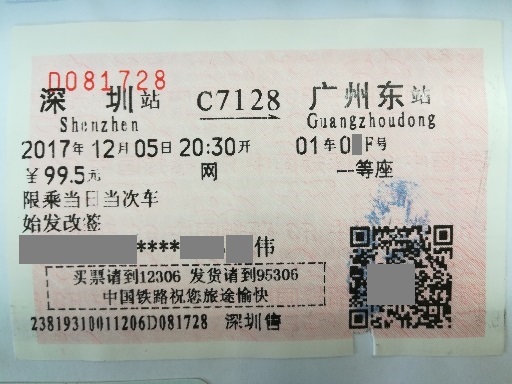 D081728
深圳站 C7128 广州东站
Shenzhen Guangzhoudong
2017年12月05日20:30开 01车0 F号
￥99.5元 网 一等座
限乘当日当次车
始发改签
**** 伟
买票请到12306 发货请到95306
中国铁路祝您旅途愉快
23819310011206D081728 深圳售